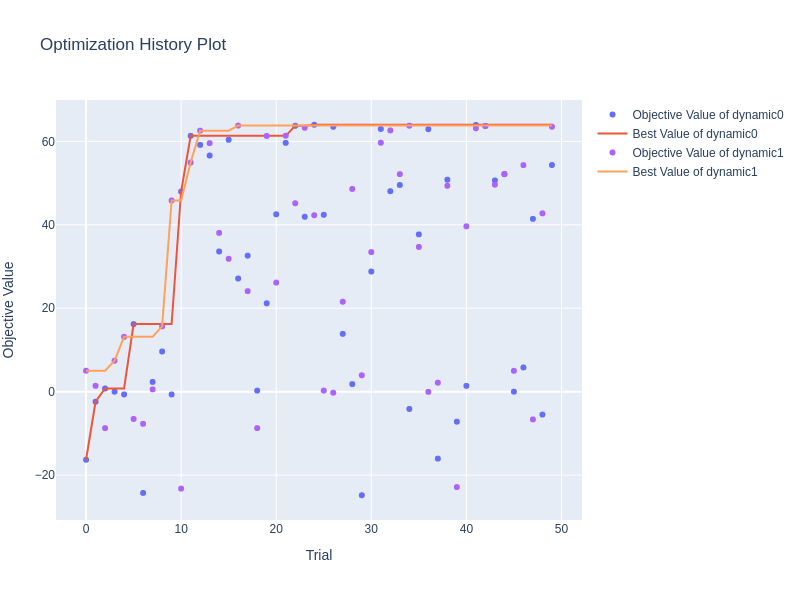 Optimization History Plot
Objective Value of dynamic0
Best Value of dynamic0
Objective Value of dynamic1
Best Value of dynamic1
Objective Value
60
40
20
0
−20
0 10 20 30 40 50
Trial